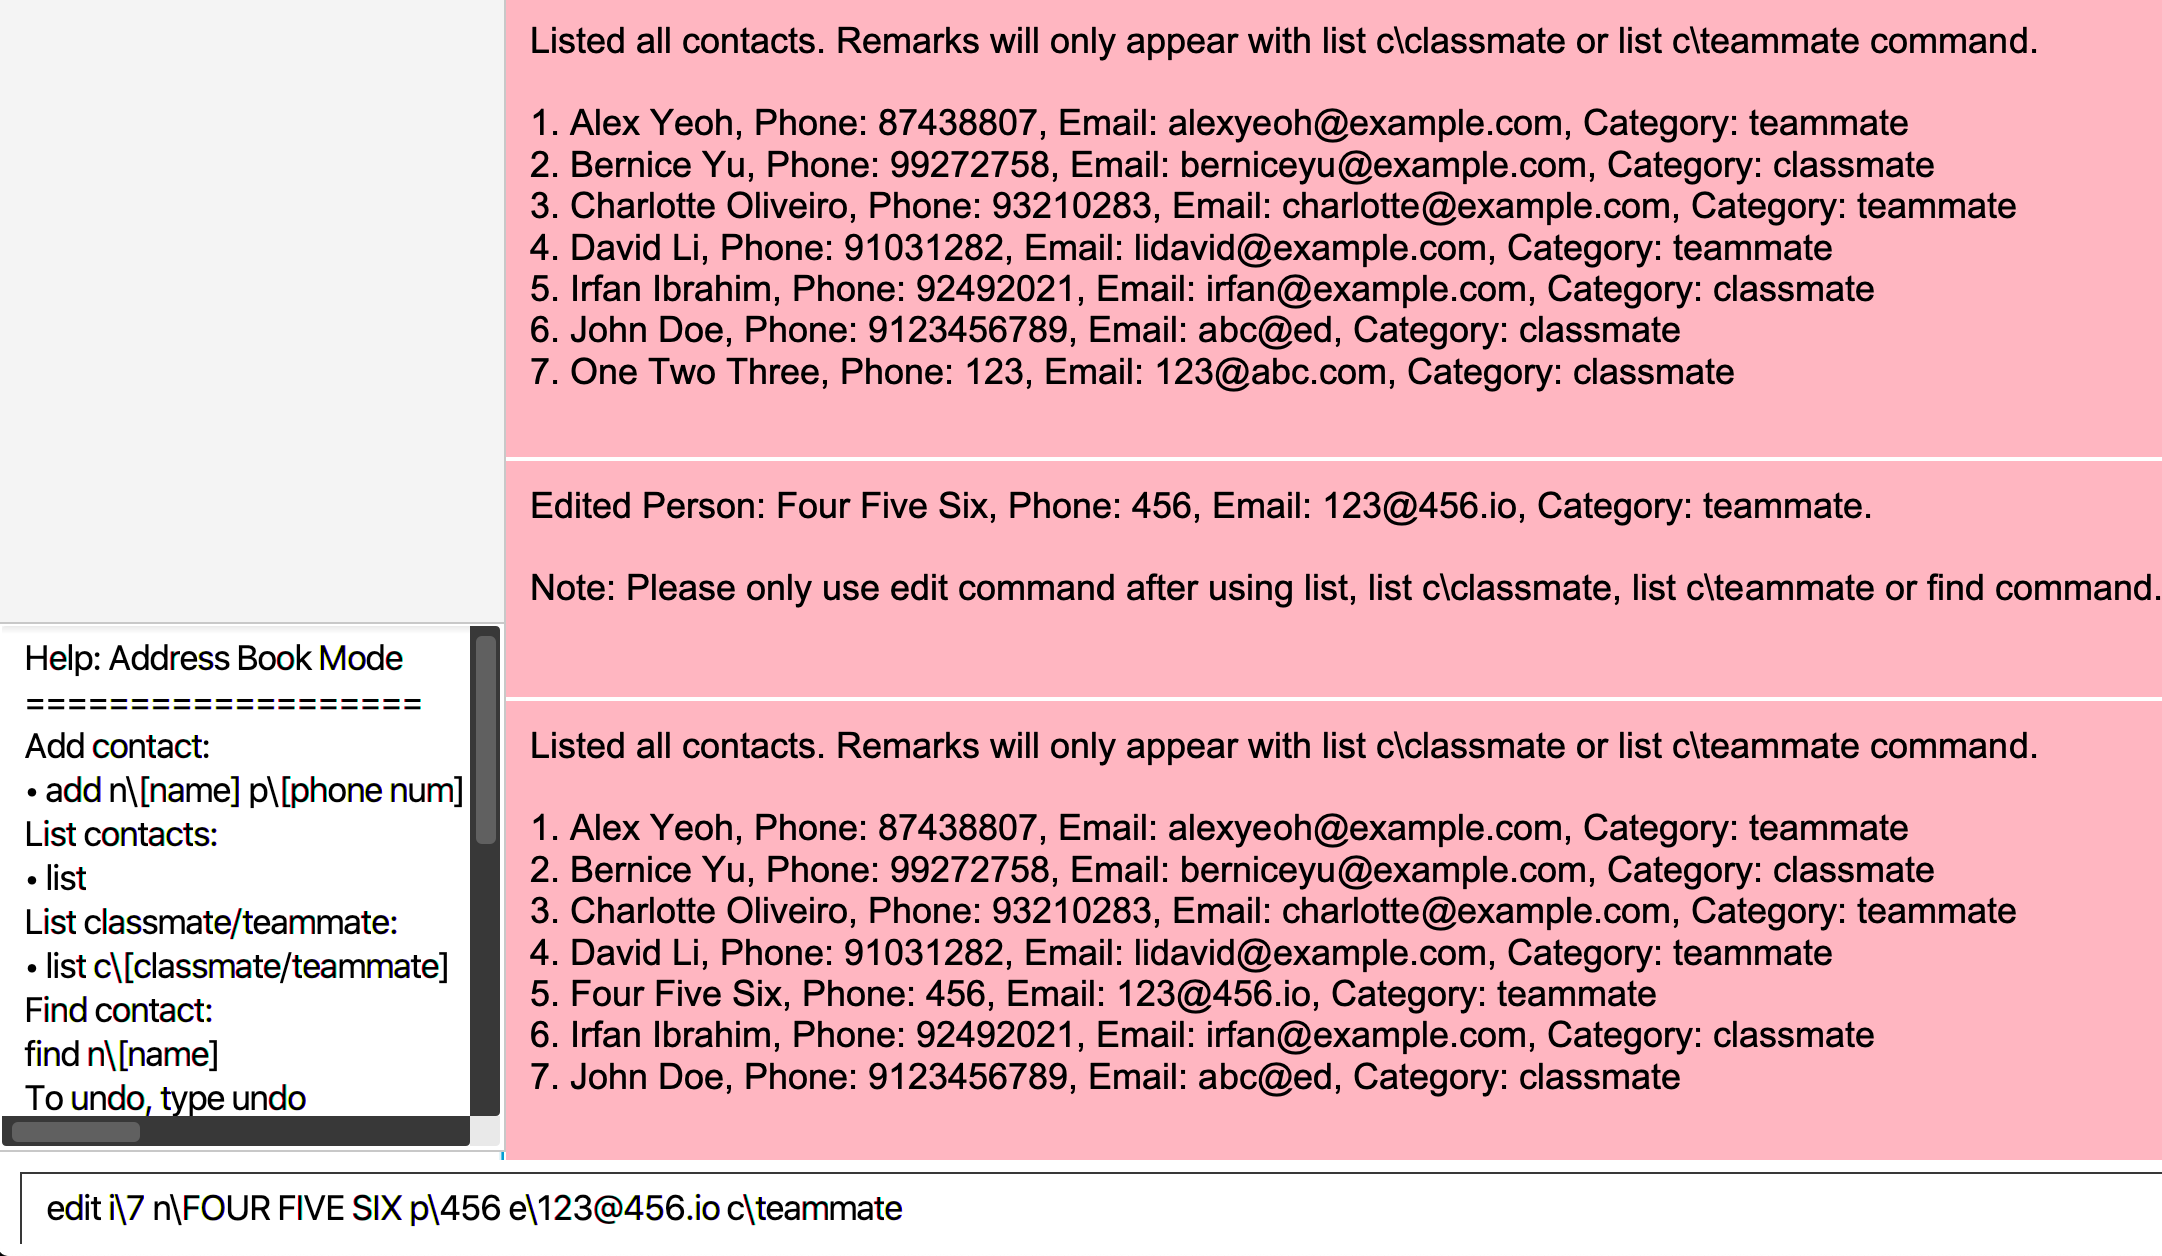 Listed all contacts. Remarks will only appear with list c\classmate or list c\teammate command.
1. Alex Yeoh, Phone: 87438807, Email: alexyeoh@example.com, Category: teammate
2. Bernice Yu, Phone: 99272758, Email: berniceyu@example.com, Category: classmate
3. Charlotte Oliveiro, Phone: 93210283, Email: charlotte@example.com, Category: teammate
4. David Li, Phone: 91031282, Email: lidavid@example.com, Category: teammate
5. Irfan Ibrahim, Phone: 92492021, Email: irfan@example.com, Category: classmate
6. John Doe, Phone: 9123456789, Email: abc@ed, Category: classmate
7. One Two Three, Phone: 123, Email: 123@abc.com, Category: classmate
Edited Person: Four Five Six, Phone: 456, Email: 123@456.io, Category: teammate.
Note: Please only use edit command after using list, list c\classmate, list c\teammate or find command.
Listed all contacts. Remarks will only appear with list c\classmate or list c\teammate command.
1. Alex Yeoh, Phone: 87438807, Email: alexyeoh@example.com, Category: teammate
2. Bernice Yu, Phone: 99272758, Email: berniceyu@example.com, Category: classmate
3. Charlotte Oliveiro, Phone: 93210283, Email: charlotte@example.com, Category: teammate
4. David Li, Phone: 91031282, Email: lidavid@example.com, Category: teammate
5. Four Five Six, Phone: 456, Email: 123@456.io, Category: teammate
6. Irfan Ibrahim, Phone: 92492021, Email: irfan@example.com, Category: classmate
7. John Doe, Phone: 9123456789, Email: abc@ed, Category: classmate
Help: Address Book Mode
===================
Add contact:
• add n\[name] p\[phone num]
List contacts:
• list
List classmate/teammate:
• list c\[classmate/teammate]
Find contact:
find n\[name]
To undo, type undo
edit i\7 n\FOUR FIVE SIX p\456 e\123@456.io c\teammate